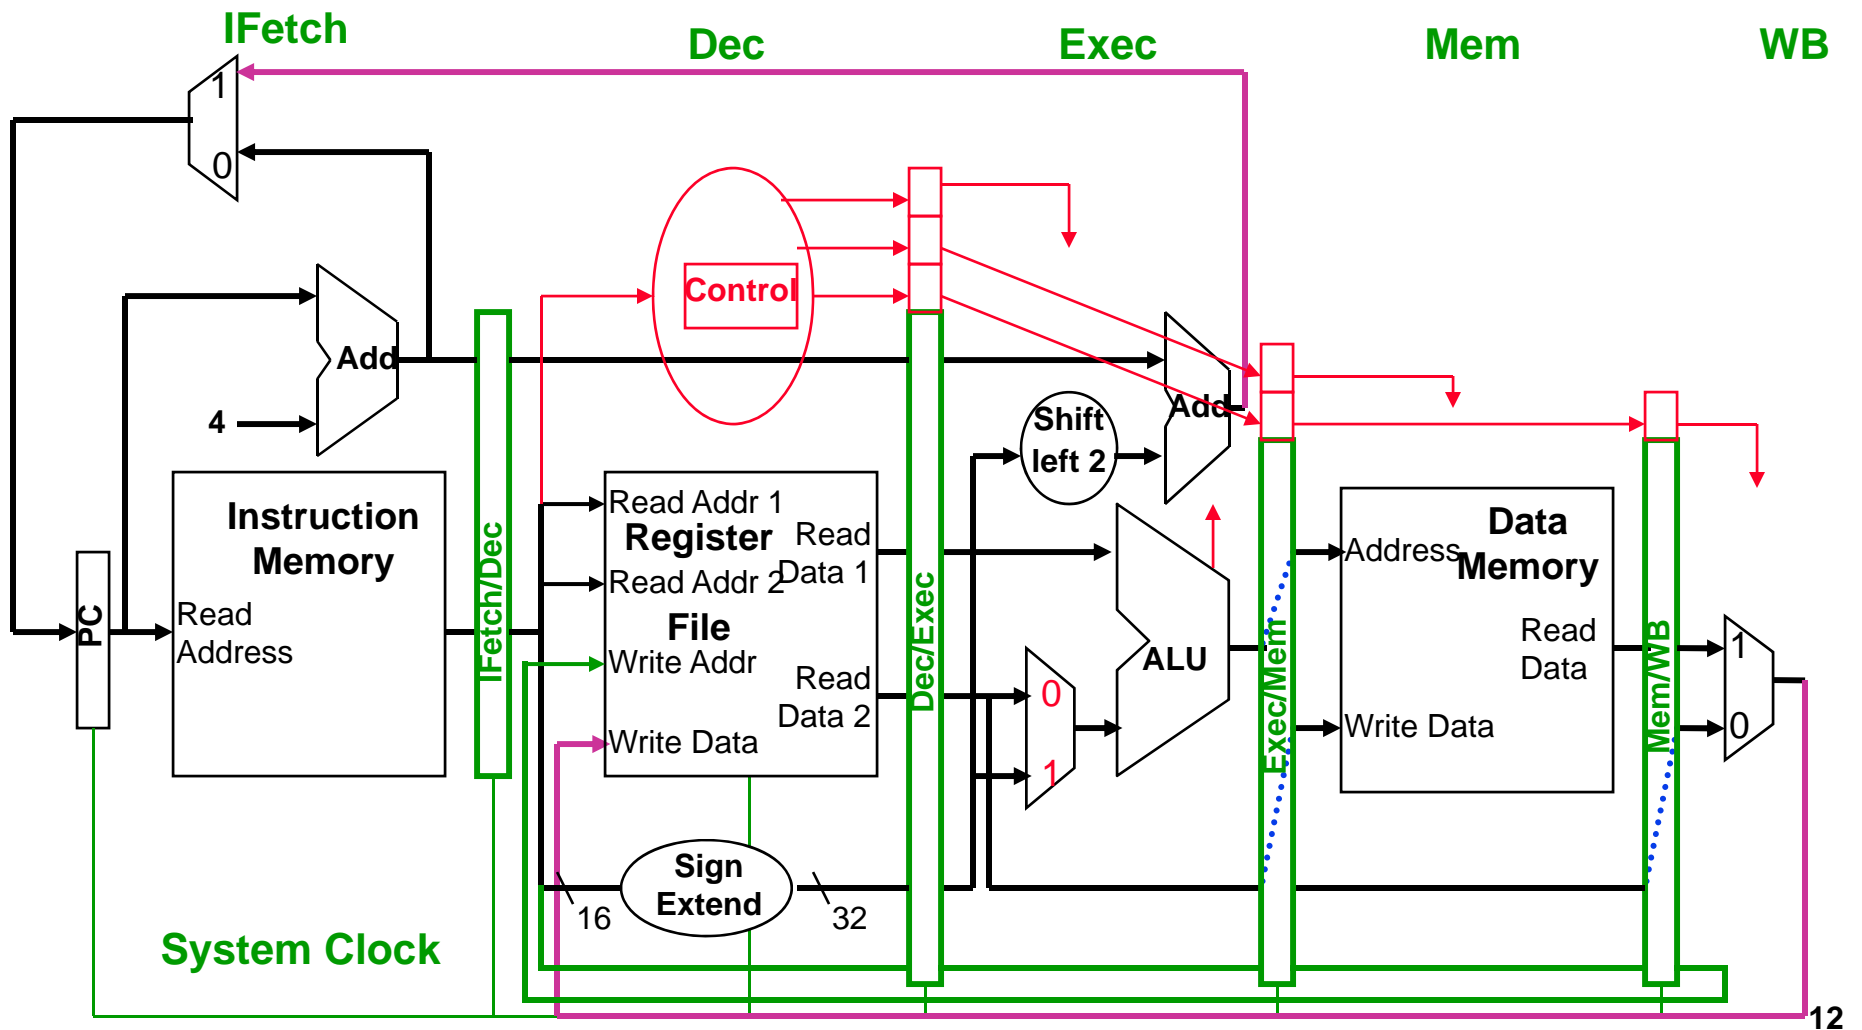 IFetch
Dec
Exec
Mem
WB
1
0
Add
4
Control
Add
Shift
left 2
PC
Instruction
Memory
Read
Address
IFetch/Dec
Read Addr 1
Register
Read Addr 2
File
Write Addr
Write Data
Read
Data 1
Read
Data 2
Dec/Exec
0
1
ALU
Exec/Mem
Address
Data
Memory
Read
Data
Write Data
Mem/WB
1
0
Sign
Extend
16
32
System Clock
12